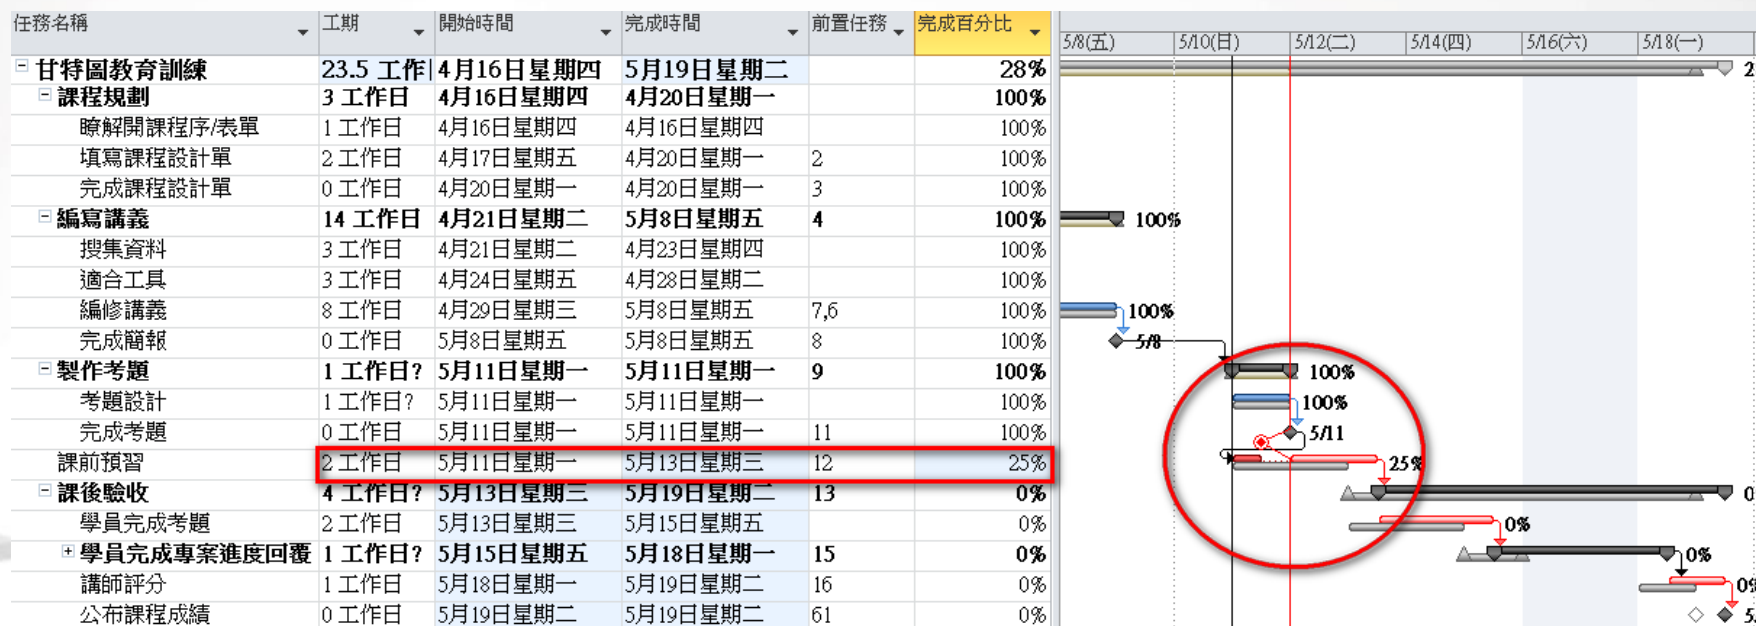 任務名稱 工期 開始時間 完成時間 前置任務 完成百分比
5/8(五) 5/10(日) 5/12(二) 5/14(四) 5/16(六) 5/18(一)
甘特圖教育訓練 23.5 工作 4月16日星期四 5月19日星期二 28% 2
課程規劃 3 工作日 4月16日星期四 4月20日星期一 100%
瞭解開課程序/表單 1 工作日 4月16日星期四 4月16日星期四 100%
填寫課程設計單 2 工作日 4月17日星期五 4月20日星期一 2 100%
完成課程設計單 0 工作日 4月20日星期一 4月20日星期一 3 100%
編寫講義 14 工作日 4月21日星期二 5月8日星期五 4 100% 100%
搜集資料 3 工作日 4月21日星期二 4月23日星期四 100%
適合工具 3 工作日 4月24日星期五 4月28日星期二 100%
編修講義 8 工作日 4月29日星期三 5月8日星期五 7,6 100% 100%
完成簡報 0 工作日 5月8日星期五 5月8日星期五 8 100% 5/8
製作考題 1 工作日? 5月11日星期一 5月11日星期一 9 100% 100%
考題設計 1 工作日? 5月11日星期一 5月11日星期一 100% 100%
完成考題 0 工作日 5月11日星期一 5月11日星期一 11 100% 5/11
課前預習 2 工作日 5月11日星期一 5月13日星期三 12 25% 25%
課後驗收 4 工作日? 5月13日星期三 5月19日星期二 13 0% 0
學員完成考題 2 工作日 5月13日星期三 5月15日星期五 0% 0%
學員完成專案進度回覆 1 工作日? 5月15日星期五 5月18日星期一 15 0% 0%
講師評分 1 工作日 5月18日星期一 5月19日星期二 16 0% 0%
公布課程成績 0 工作日 5月19日星期二 5月19日星期二 61 0% 5